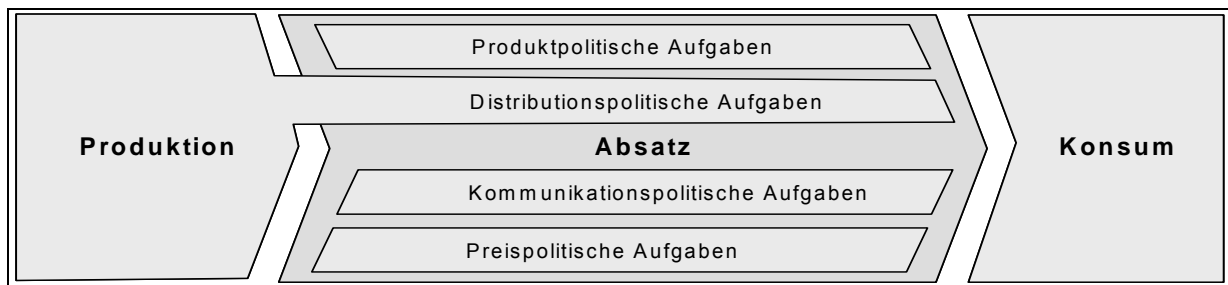 Produktpolitische Aufgaben
Distributionspolitische Aufgaben
Produktion
Absatz
Konsum
Kommunikationspolitische Aufgaben
Preispolitische Aufgaben